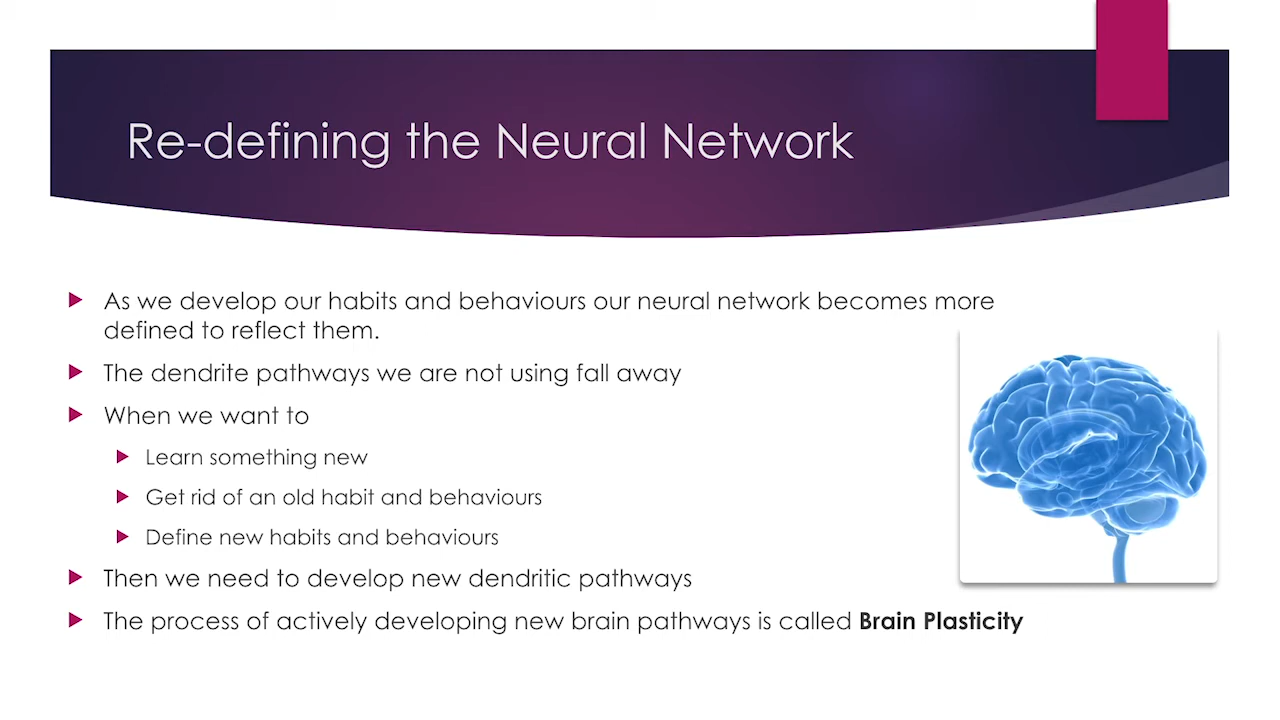 Re-defining the Neural Network
As we develop our habits and behaviours our neural network becomes more
defined to reflect them.
The dendrite pathways we are not using fall away
When we want to
Learn something new
Get rid of an old habit and behaviours
Define new habits and behaviours
Then we need to develop new dendritic pathways
The process of actively developing new brain pathways is called Brain Plasticity